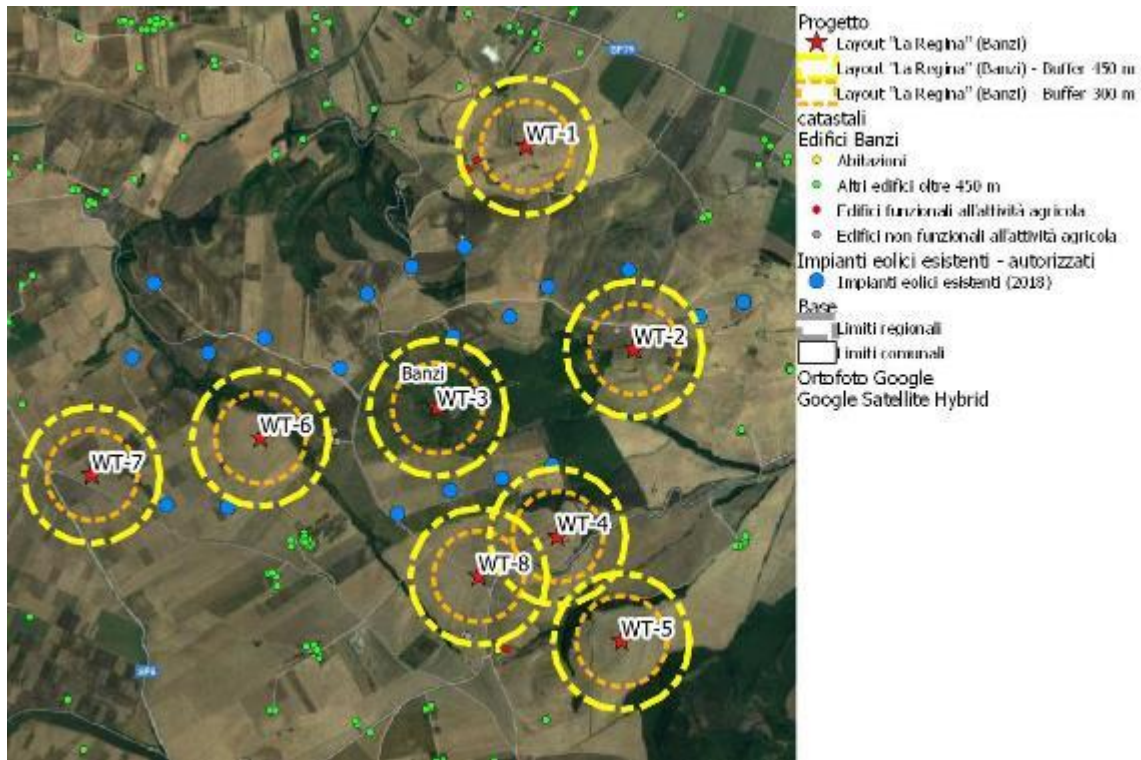 WT-1
WT-2
Banzi
WT-3
WT-6
WT-7
WT-4
WT-8
WT-5
Progetto
Layout "La Regina" (Banzi)
Layout "La Regina" (Banzi) - Buffer 450 m
Layout "La Regina" (Banzi) - Buffer 300 m
catastali
Edifici Banzi
Abitazioni
Altri edifici oltre 450 m
Edifici funzionali all'attività agricola
Edifici non funzionali all'attività agricola
Impianti eolici esistenti - autorizzati
Impianti eolici esistenti (2018)
Base
Limiti regionali
Limiti comunali
Ortofoto Google
Google Satellite Hybrid